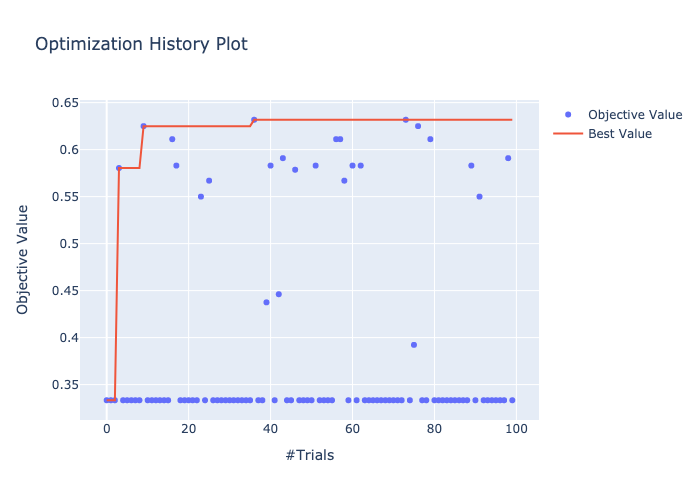 Optimization History Plot
Objective Value
Best Value
0.65
0.6
0.55
0.5
0.45
0.4
0.35
Objective Value
0
20
40
60
80
100
#Trials